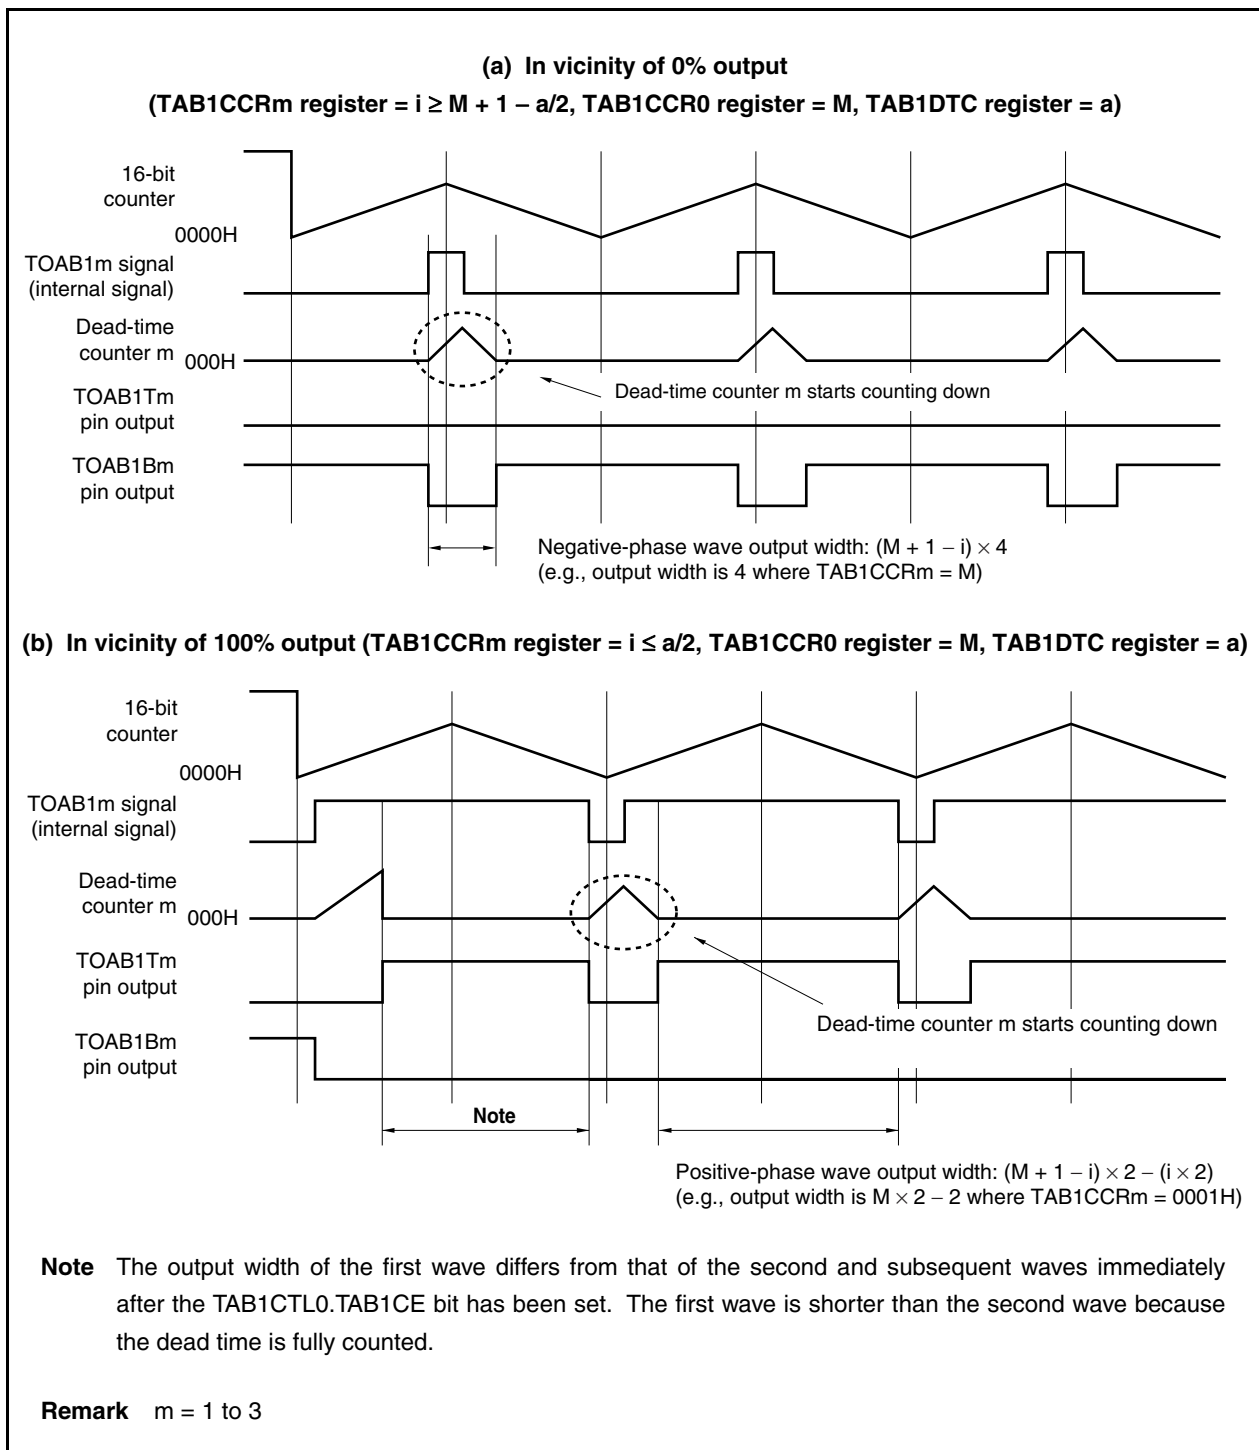 (a) In vicinity of 0% output
(TAB1CCRm register = i ≥ M + 1 – a/2, TAB1CCR0 register = M, TAB1DTC register = a)
16-bit
counter
0000H
TOAB1m signal
(internal signal)
Dead-time
counter m
000H
Dead-time counter m starts counting down
TOAB1Tm
pin output
TOAB1Bm
pin output
Negative-phase wave output width: (M + 1 – i) × 4
(e.g., output width is 4 where TAB1CCRm = M)
(b) In vicinity of 100% output (TAB1CCRm register = i ≤ a/2, TAB1CCR0 register = M, TAB1DTC register = a)
16-bit
counter
0000H
TOAB1m signal
(internal signal)
Dead-time
counter m
000H
TOAB1Tm
pin output
Dead-time counter m starts counting down
TOAB1Bm
pin output
Note
Positive-phase wave output width: (M + 1 – i) × 2 – (i × 2)
(e.g., output width is M × 2 – 2 where TAB1CCRm = 0001H)
Note The output width of the first wave differs from that of the second and subsequent waves immediately
after the TAB1CTL0.TAB1CE bit has been set. The first wave is shorter than the second wave because
the dead time is fully counted.
Remark m = 1 to 3